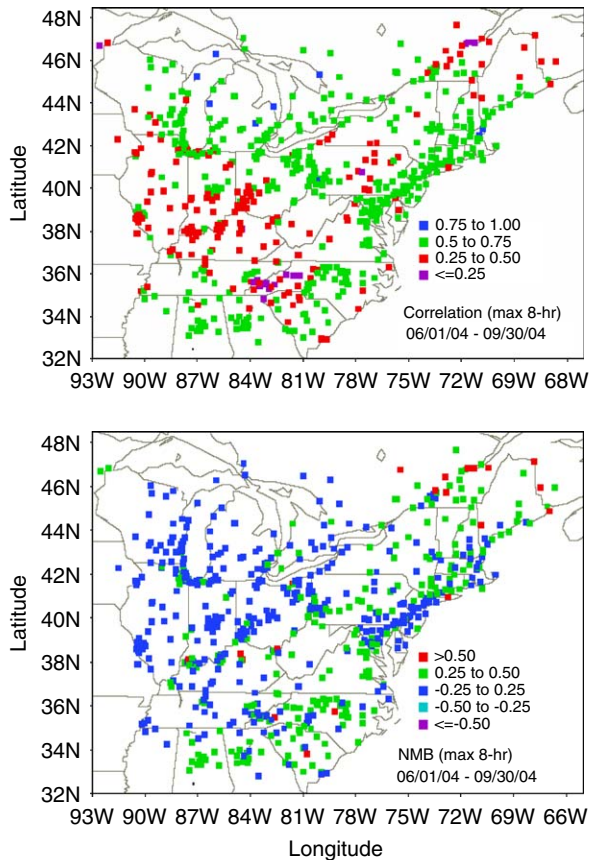 48N
46N
44N
42N
40N
38N
36N
34N
32N
Latitude
0.75 to 1.00
0.5 to 0.75
0.25 to 0.50
<=0.25
Correlation (max 8-hr)
06/01/04 - 09/30/04
93W 90W 87W 84W 81W 78W 75W 72W 69W 66W
48N
46N
44N
42N
40N
38N
36N
34N
32N
Latitude
>0.50
0.25 to 0.50
-0.25 to 0.25
-0.50 to -0.25
<=-0.50
NMB (max 8-hr)
06/01/04 - 09/30/04
93W 90W 87W 84W 81W 78W 75W 72W 69W 66W
Longitude